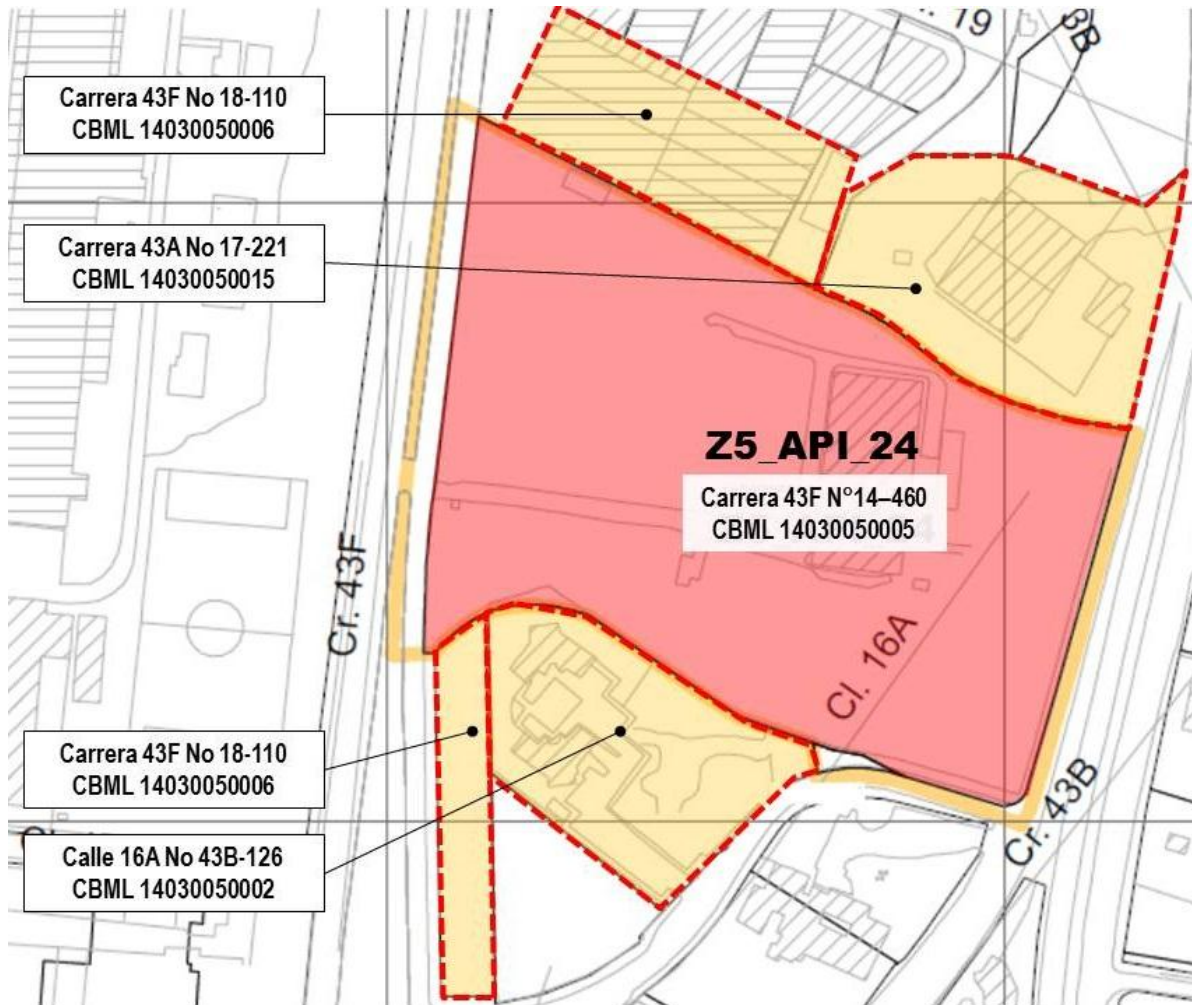 . 19
3B
Carrera 43F No 18-110
CBML 14030050006
Carrera 43A No 17-221
CBML 14030050015
Z5_API_24
Carrera 43F N°14–460
CBML 14030050005
Cr. 43F
Cl. 16A
Carrera 43F No 18-110
CBML 14030050006
Cr. 43B
Calle 16A No 43B-126
CBML 14030050002